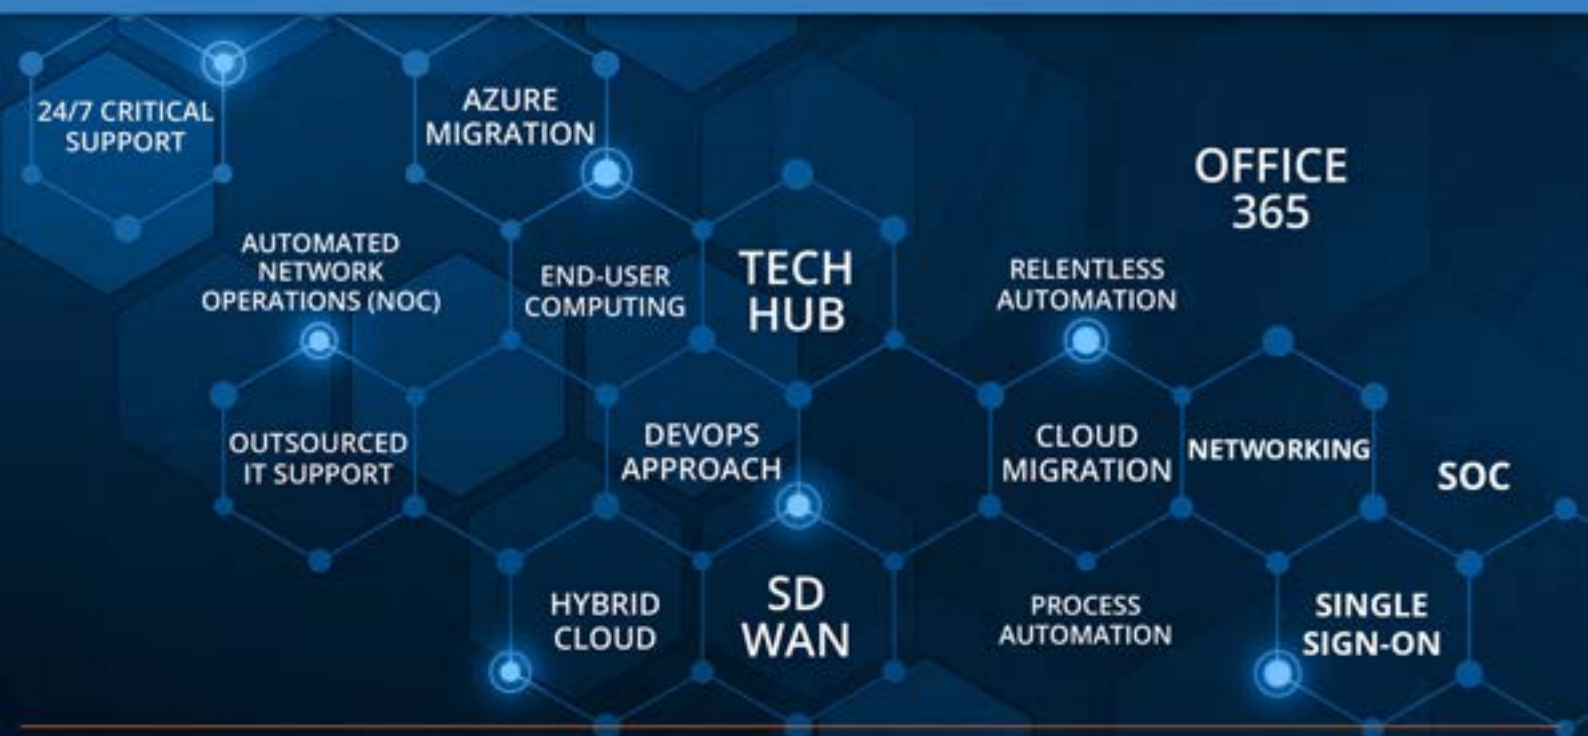 24/7 CRITICAL
SUPPORT
AZURE
MIGRATION
OFFICE
365
AUTOMATED
NETWORK
OPERATIONS (NOC)
END-USER
COMPUTING
TECH
HUB
RELENTLESS
AUTOMATION
OUTSOURCED
IT SUPPORT
DEVOPS
APPROACH
CLOUD
MIGRATION
NETWORKING
SOC
HYBRID
CLOUD
SD
WAN
PROCESS
AUTOMATION
SINGLE
SIGN-ON